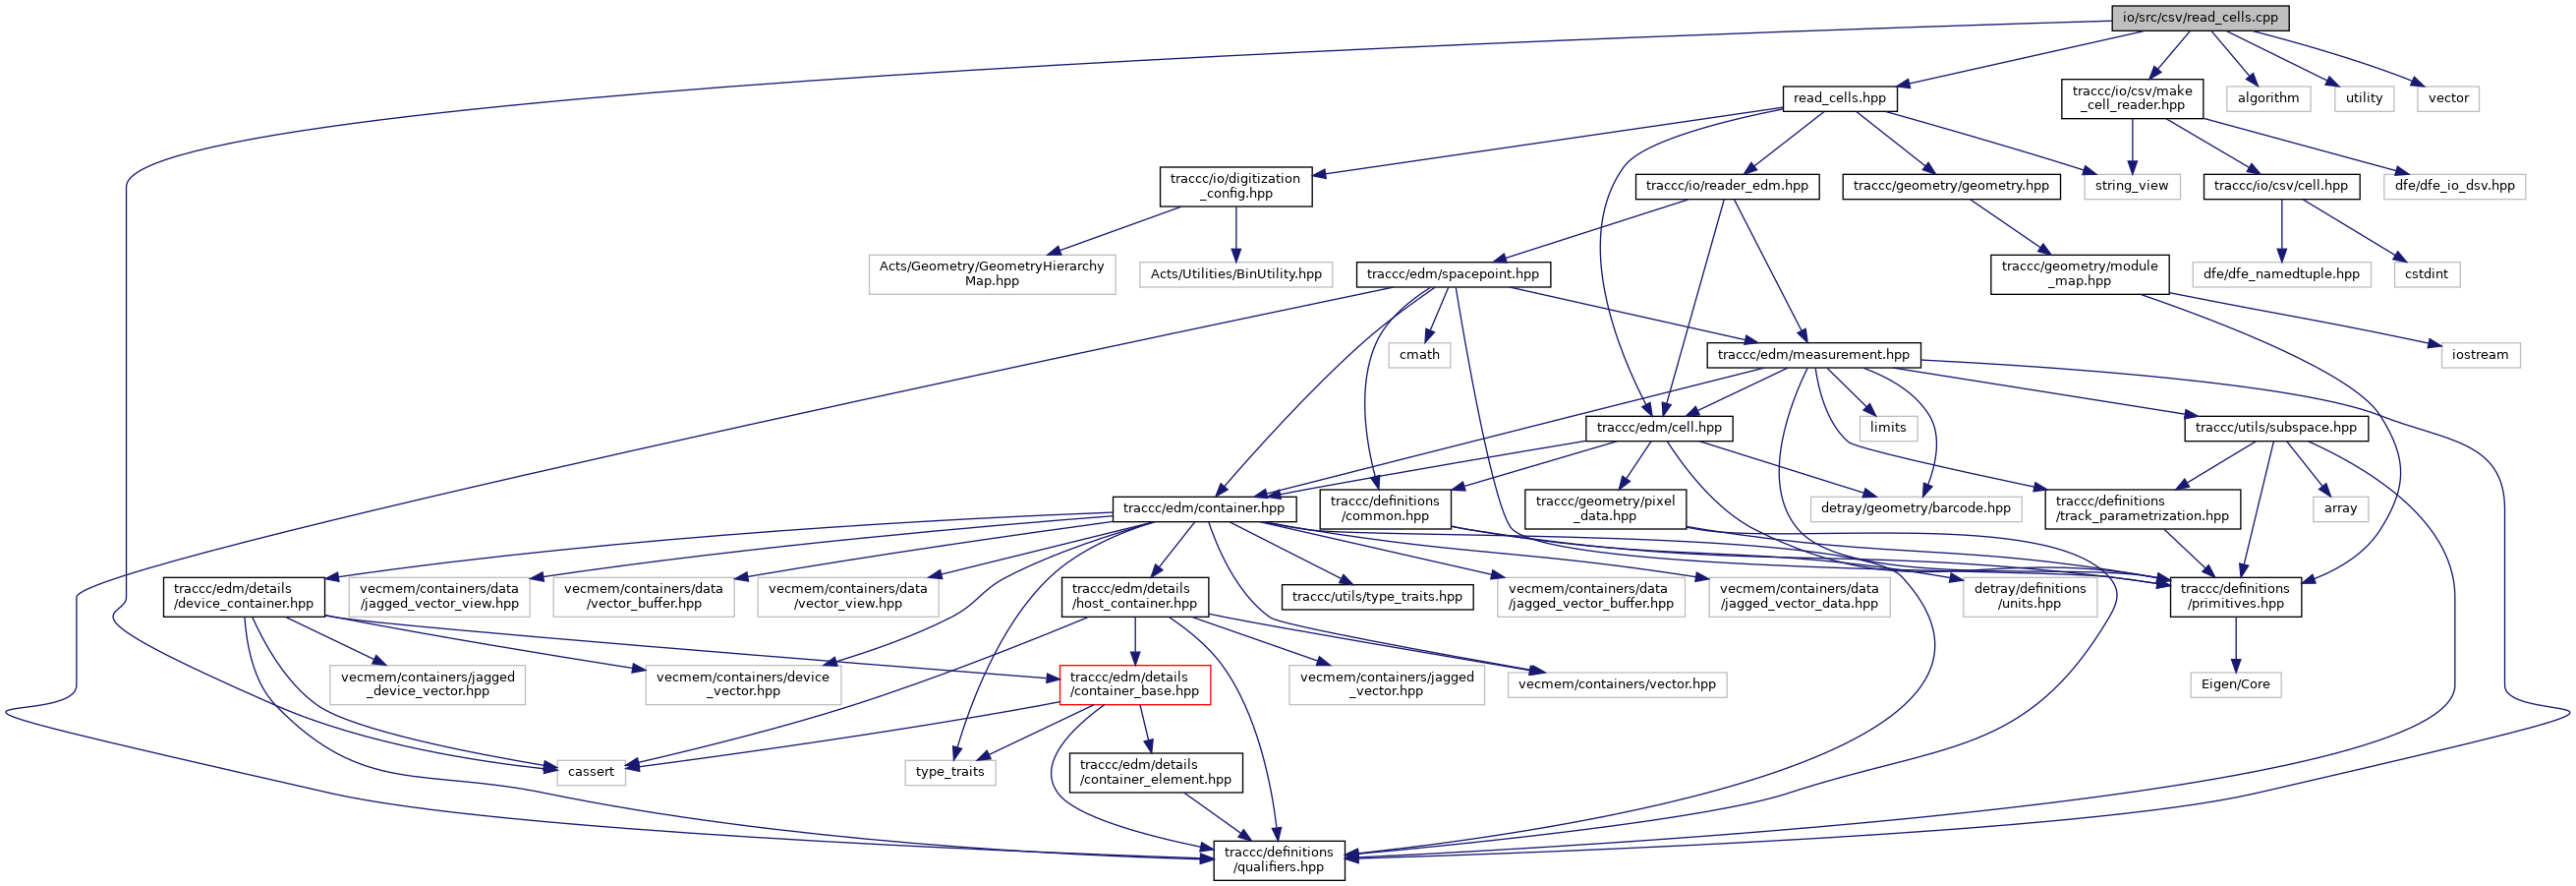 io/src/csv/read_cells.cpp
read_cells.hpp
traccc/io/csv/make
_cell_reader.hpp
algorithm
utility
vector
traccc/io/digitization
_config.hpp
traccc/io/reader_edm.hpp
traccc/geometry/geometry.hpp
string_view
traccc/io/csv/cell.hpp
dfe/dfe_io_dsv.hpp
Acts/Geometry/GeometryHierarchy
Map.hpp
Acts/Utilities/BinUtility.hpp
traccc/edm/spacepoint.hpp
traccc/geometry/module
_map.hpp
dfe/dfe_namedtuple.hpp
cstdint
cmath
traccc/edm/measurement.hpp
iostream
traccc/edm/cell.hpp
limits
traccc/utils/subspace.hpp
traccc/edm/container.hpp
traccc/definitions
/common.hpp
traccc/geometry/pixel
_data.hpp
detray/geometry/barcode.hpp
traccc/definitions
/track_parametrization.hpp
array
traccc/edm/details
/device_container.hpp
vecmem/containers/data
/jagged_vector_view.hpp
vecmem/containers/data
/vector_buffer.hpp
vecmem/containers/data
/vector_view.hpp
traccc/edm/details
/host_container.hpp
traccc/utils/type_traits.hpp
vecmem/containers/data
/jagged_vector_buffer.hpp
vecmem/containers/data
/jagged_vector_data.hpp
detray/definitions
/units.hpp
traccc/definitions
/primitives.hpp
vecmem/containers/jagged
_device_vector.hpp
vecmem/containers/device
_vector.hpp
traccc/edm/details
/container_base.hpp
vecmem/containers/jagged
_vector.hpp
vecmem/containers/vector.hpp
Eigen/Core
cassert
type_traits
traccc/edm/details
/container_element.hpp
traccc/definitions
/qualifiers.hpp